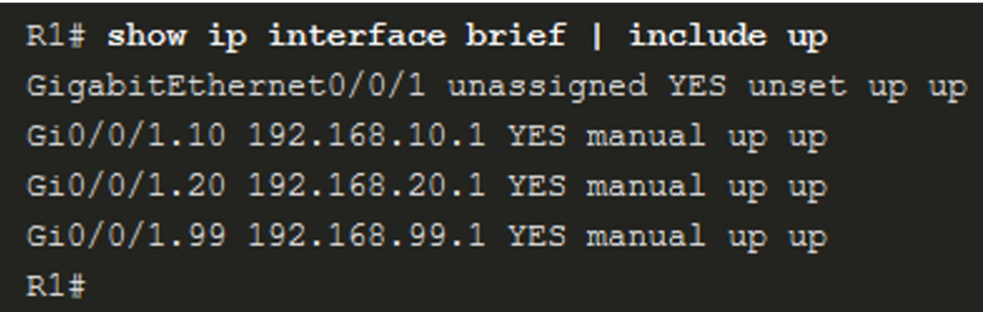 R1# show ip interface brief | include up
GigabitEthernet0/0/1 unassigned YES unset up up
Gi0/0/1.10 192.168.10.1 YES manual up up
Gi0/0/1.20 192.168.20.1 YES manual up up
Gi0/0/1.99 192.168.99.1 YES manual up up
R1#